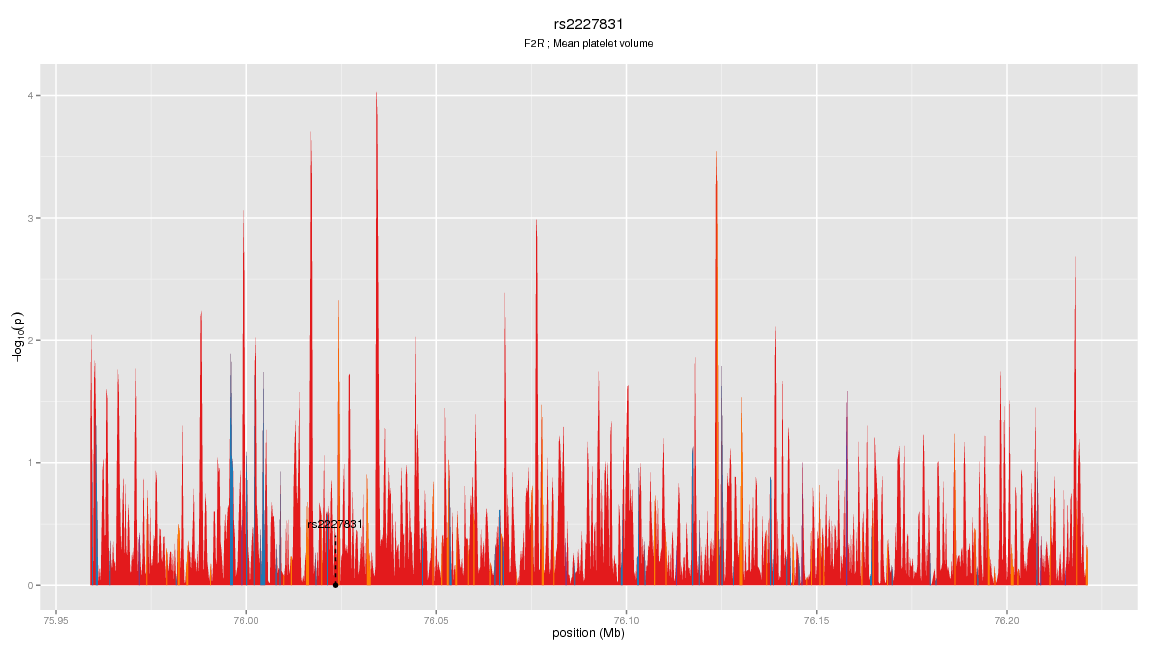 rs2227831
F2R ; Mean platelet volume
−log10(p)
4
3
2
1
0
rs2227831
75.95 76.00 76.05 76.10 76.15 76.20
position (Mb)